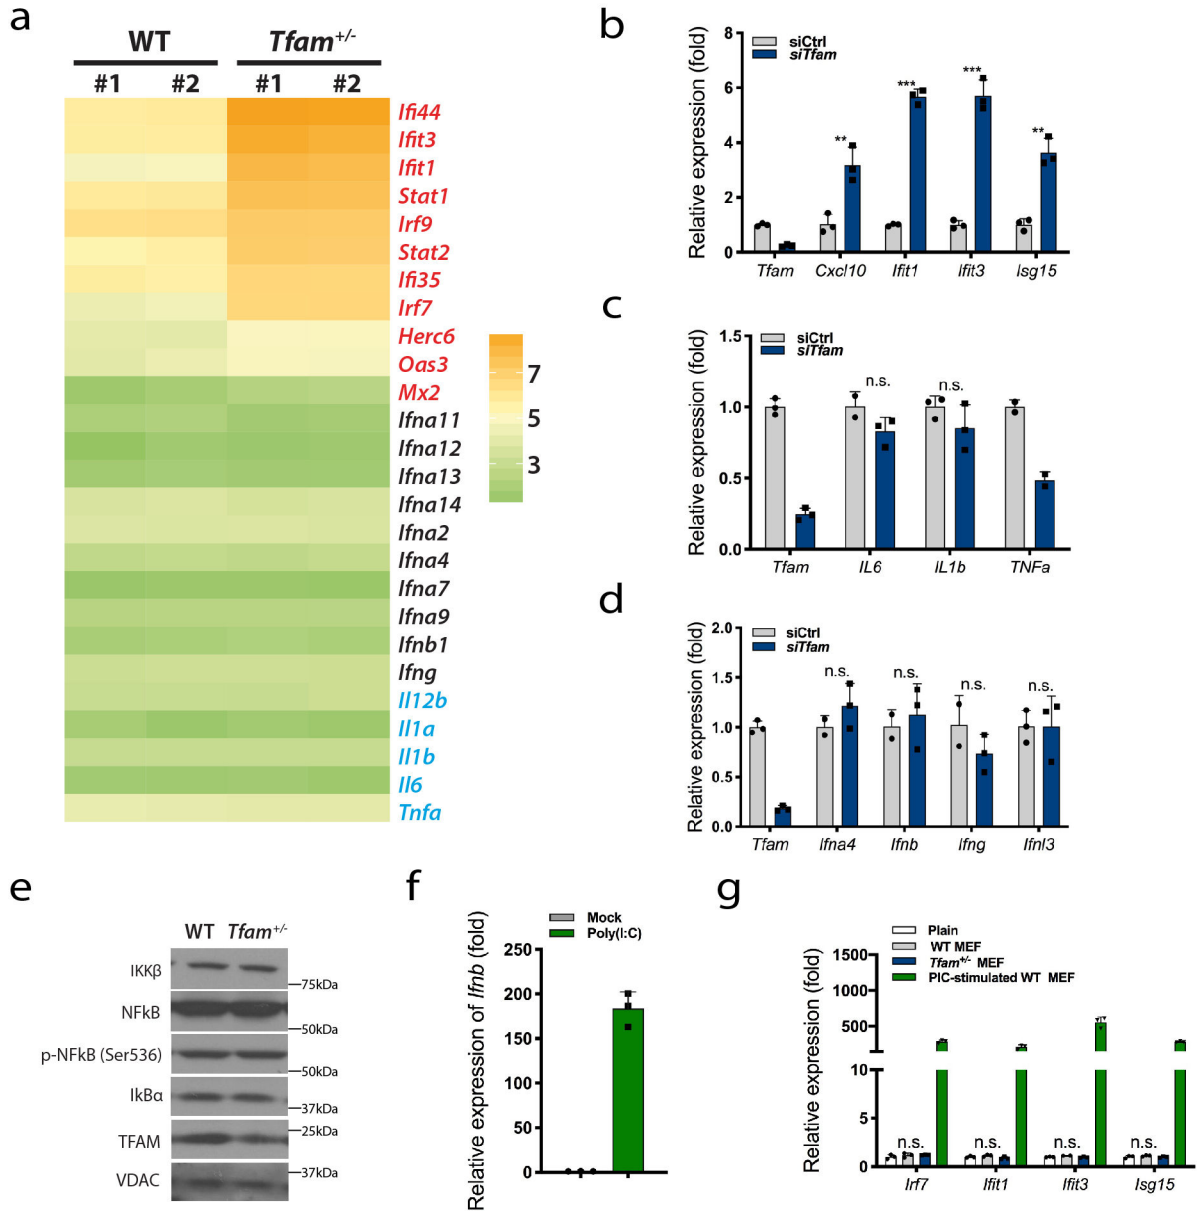 a
WT
Tfam+/-
#1
#2
#1
#2
Ifi44
Ifit3
Ifit1
Stat1
Irf9
Stat2
Ifi35
Irf7
Herc6
Oas3
Mx2
Ifna11
Ifna12
Ifna13
Ifna14
Ifna2
Ifna4
Ifna7
Ifna9
Ifnb1
Ifng
Il12b
Il1a
Il1b
Il6
Tnfa
7
5
3
b
siCtrl
siTfam
Relative expression (fold)
8
6
4
2
0
**
***
***
**
Tfam
Cxcl10
Ifit1
Ifit3
Isg15
c
siCtrl
siTfam
Relative expression (fold)
1.5
1.0
0.5
0.0
n.s.
n.s.
Tfam
IL6
IL1b
TNFa
d
siCtrl
siTfam
Relative expression (fold)
2.0
1.5
1.0
0.5
0.0
n.s.
n.s.
n.s.
n.s.
Tfam
Ifna4
Ifnb
Ifng
Ifnl3
e
WT
Tfam+/-
IKKβ
75kDa
NFkB
50kDa
p-NFkB (Ser536)
50kDa
IkBα
37kDa
TFAM
25kDa
VDAC
37kDa
f
Mock
Poly(I:C)
Relative expression of Ifnb (fold)
250
200
150
100
50
0
g
Plain
WT MEF
Tfam+/- MEF
PIC-stimulated WT MEF
Relative expression (fold)
1500
1000
500
10
5
0
n.s.
n.s.
n.s.
n.s.
Irf7
Ifit1
Ifit3
Isg15